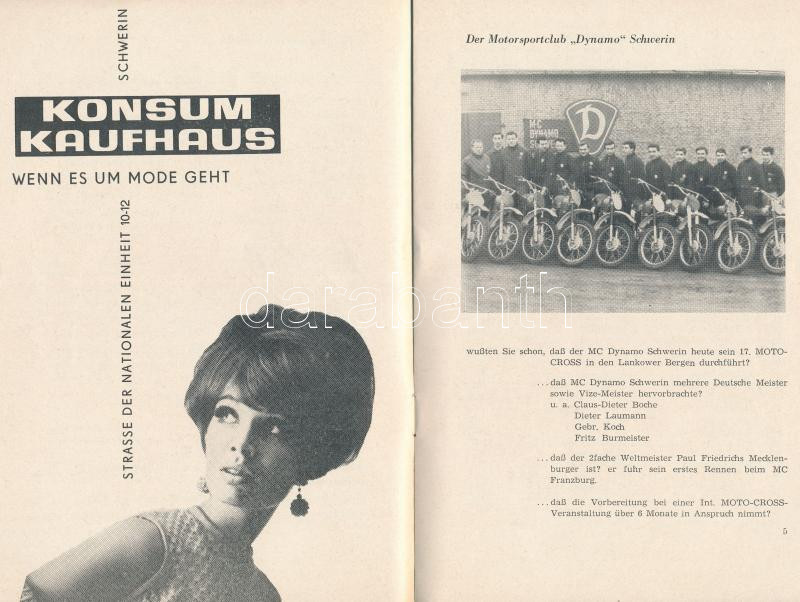 SCHWERIN
KONSUM
KAUFHAUS
WENN ES UM MODE GEHT
STRASSE DER NATIONALEN EINHEIT 10-12
Der Motorsportclub „Dynamo“ Schwerin
MC
DYNAMO
D
wußten Sie schon, daß der MC Dynamo Schwerin heute sein 17. MOTO-
CROSS in den Lankower Bergen durchführt?
... daß MC Dynamo Schwerin mehrere Deutsche Meister
sowie Vize-Meister hervorbrachte?
u. a. Claus-Dieter Boche
Dieter Laumann
Gebr. Koch
Fritz Burmeister
... daß der 2fache Weltmeister Paul Friedrichs Mecklen-
burger ist? er fuhr sein erstes Rennen beim MC
Franzburg.
... daß die Vorbereitung bei einer Int. MOTO-CROSS-
Veranstaltung über 6 Monate in Anspruch nimmt?
5
darabanth